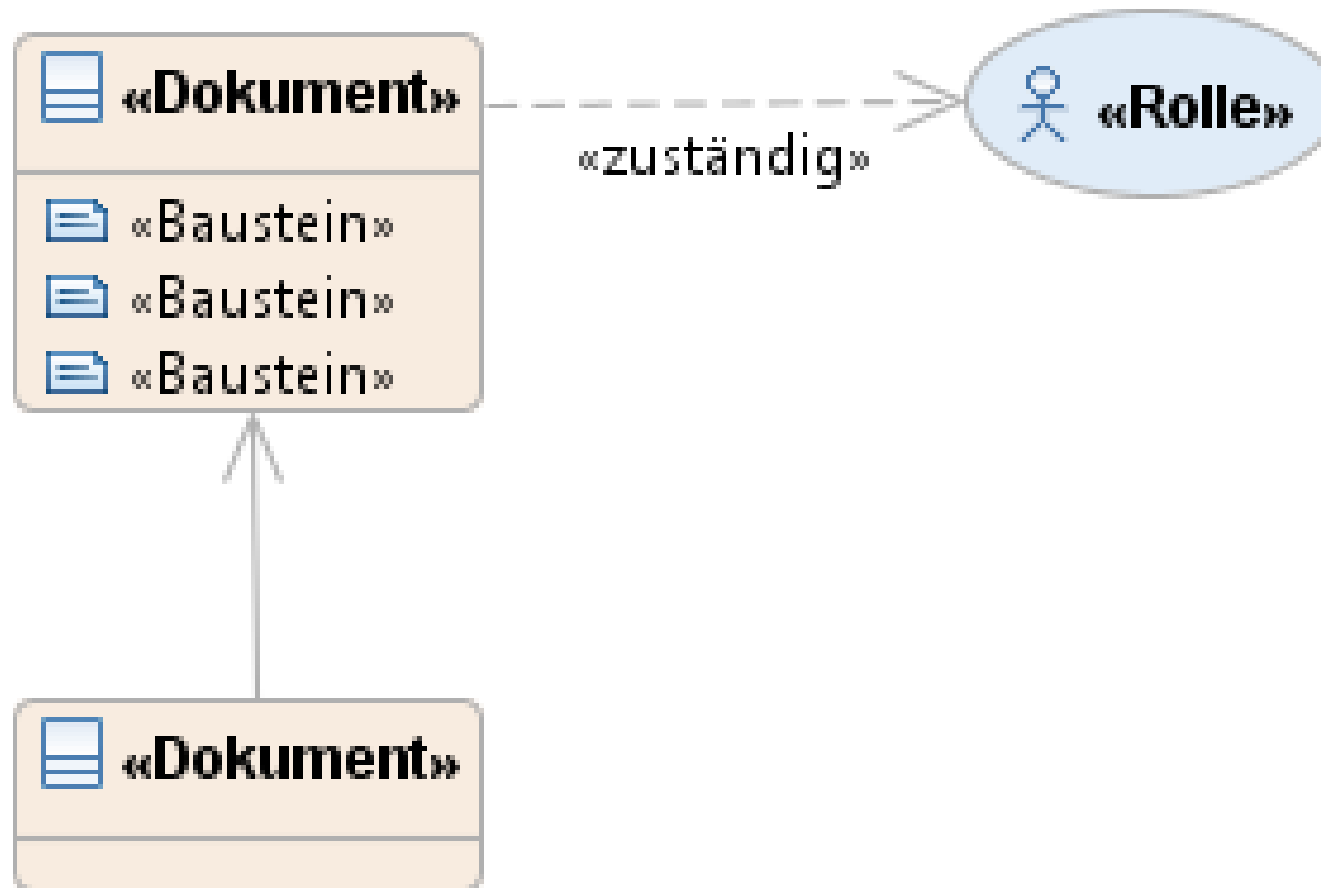 «Dokument»
«Rolle»
«zuständig»
«Baustein»
«Baustein»
«Baustein»
«Dokument»